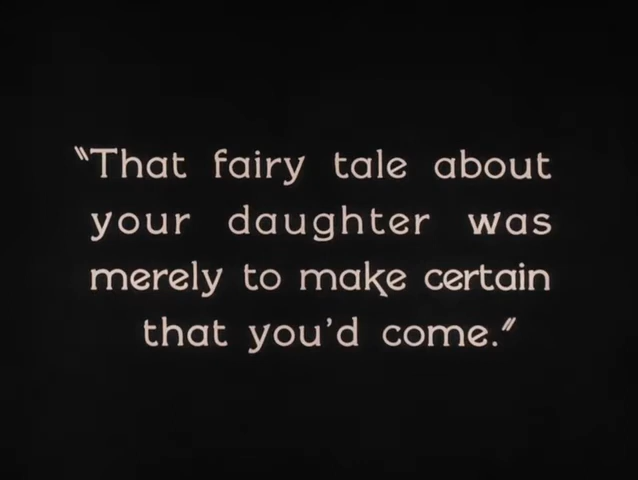 "That fairy tale about
your daughter was
merely to make certain
that you'd come."